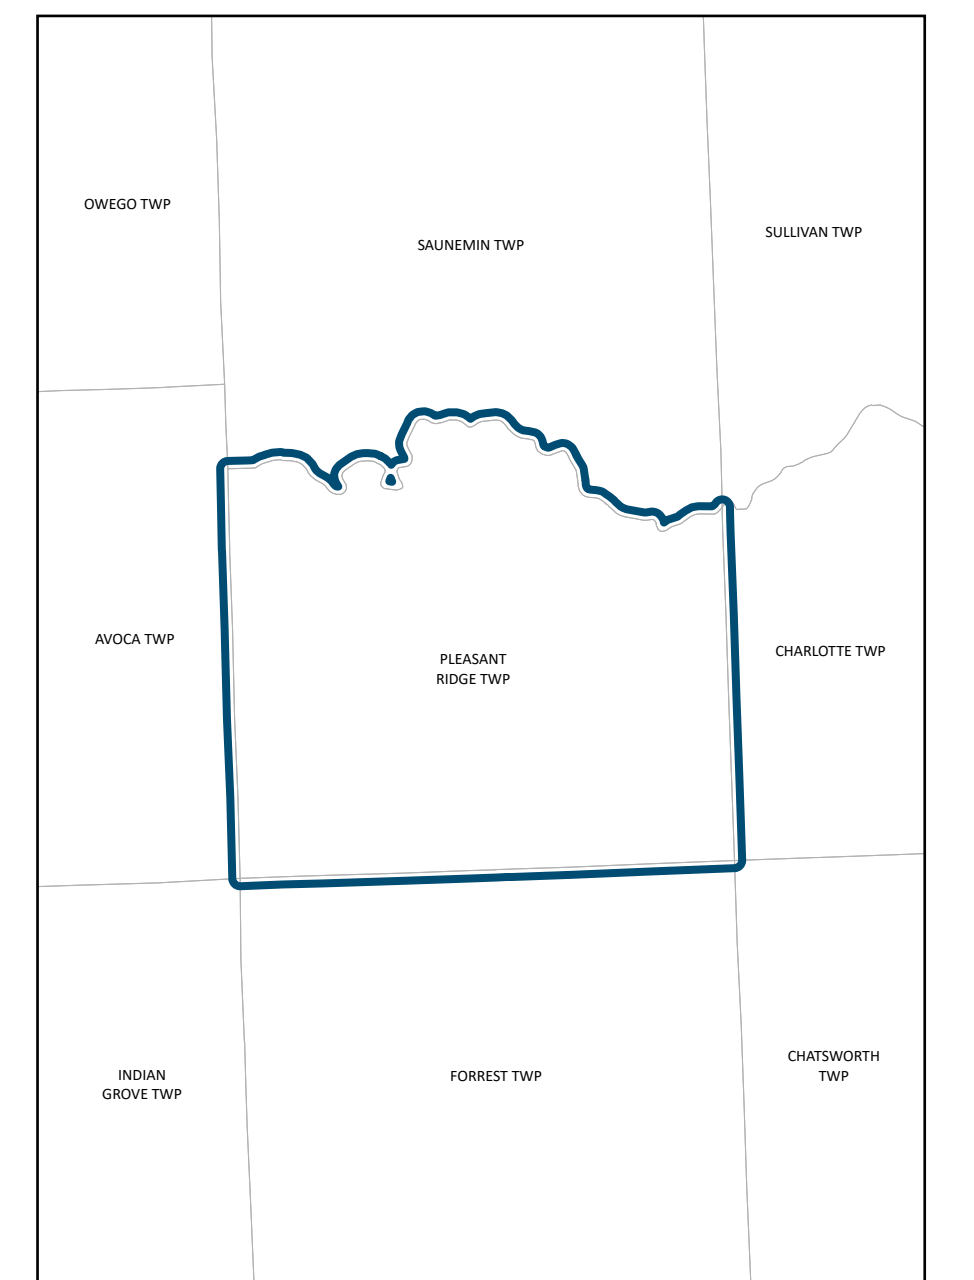 OWEGO TWP
SAUNEMIN TWP
SULLIVAN TWP
AVOCA TWP
PLEASANT
RIDGE TWP
CHARLOTTE TWP
INDIAN
GROVE TWP
FORREST TWP
CHATSWORTH
TWP